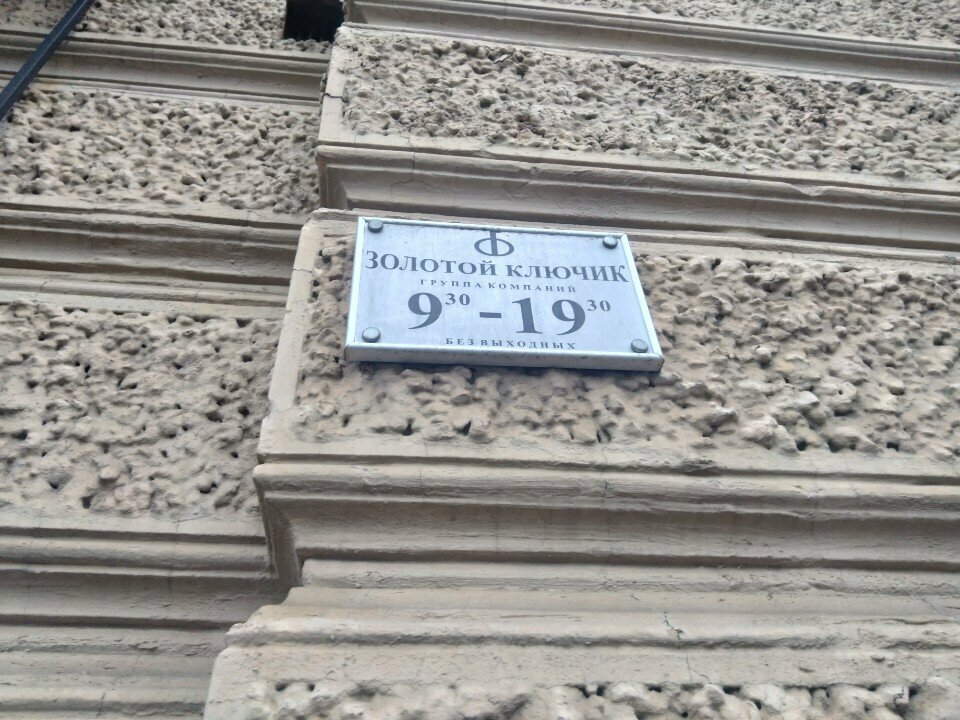 ЗОЛОТОЙ КЛЮЧИК
ГРУППА КОМПАНИЙ
9³⁰ - 19³⁰
БЕЗ ВЫХОДНЫХ